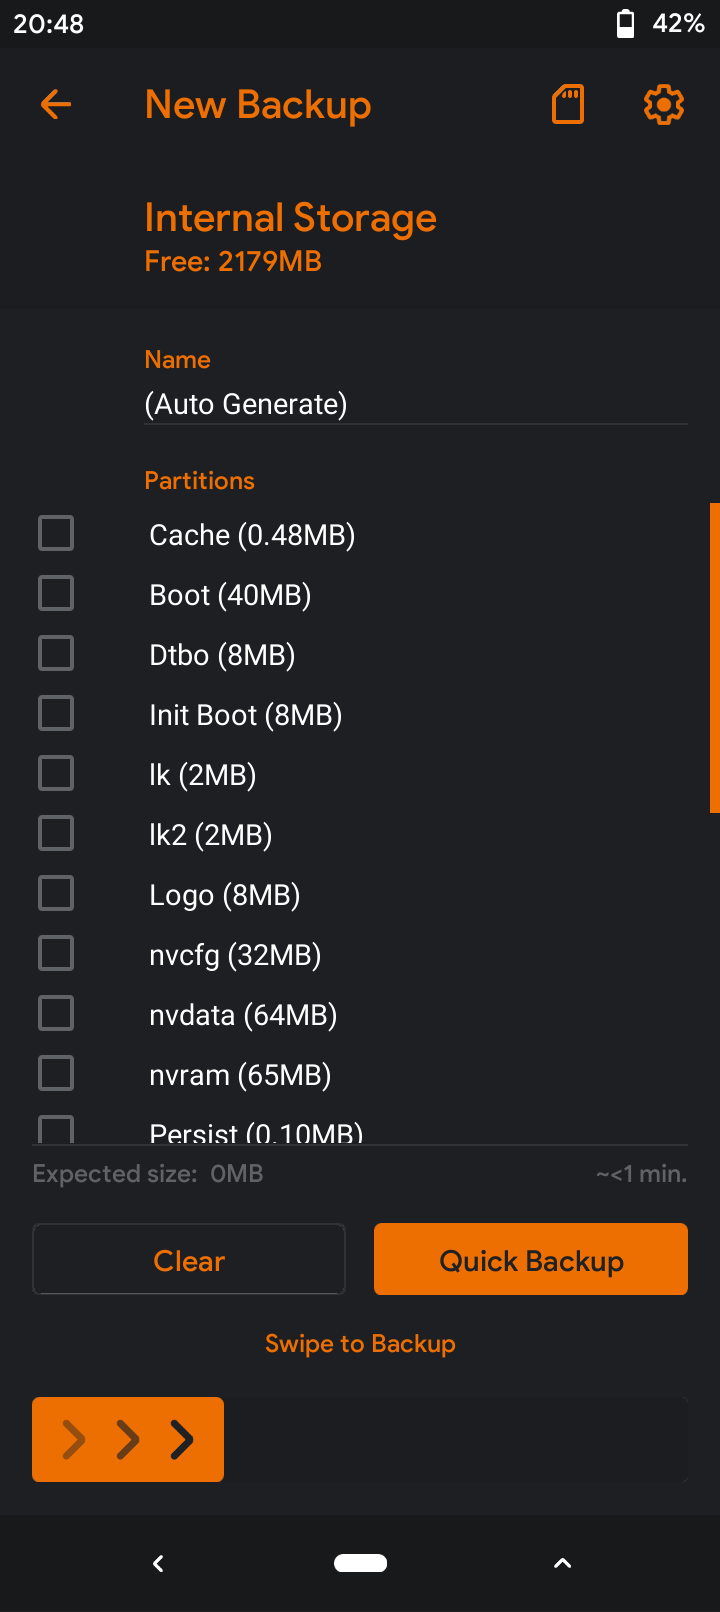 20:48
42%
New Backup
Internal Storage
Free: 2179MB
Name
(Auto Generate)
Partitions
Cache (0.48MB)
Boot (40MB)
Dtbo (8MB)
Init Boot (8MB)
lk (2MB)
lk2 (2MB)
Logo (8MB)
nvcfg (32MB)
nvdata (64MB)
nvram (65MB)
Persist (0.10MB)
Expected size: 0MB
~<1 min.
Clear
Quick Backup
Swipe to Backup